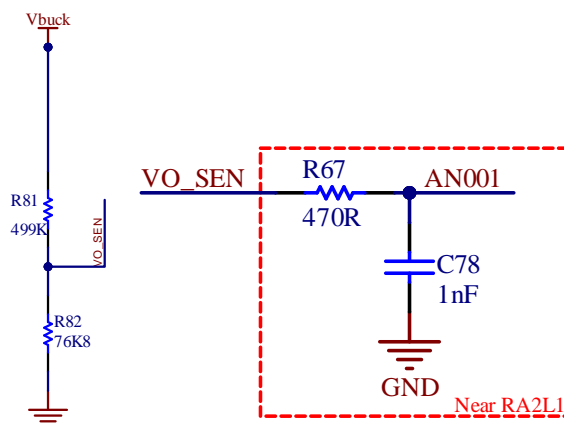 Vbuck
R81
499K
VO_SEN
R82
76K8
VO_SEN
R67
470R
AN001
C78
1nF
GND
Near RA2L1